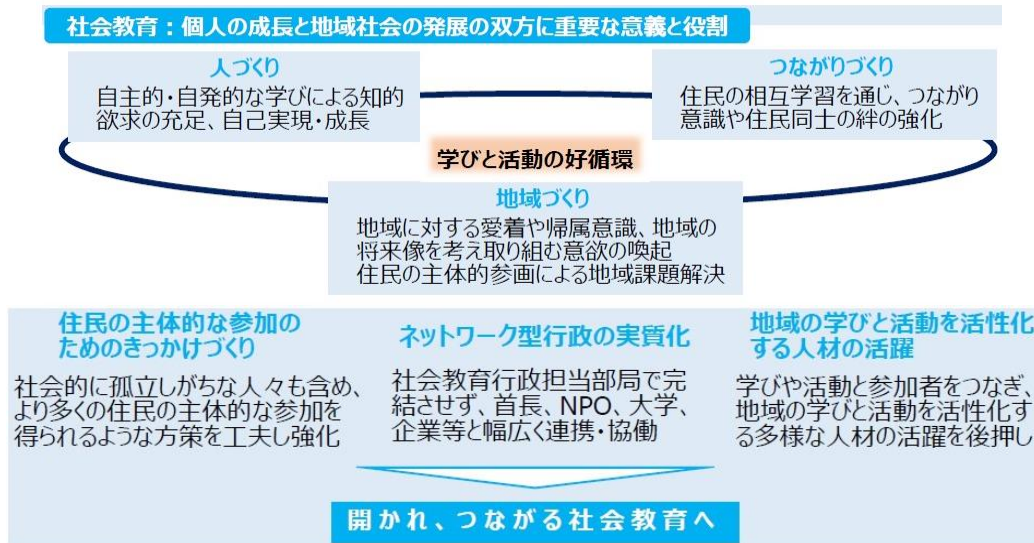 社会教育:個人の成長と地域社会の発展の双方に重要な意義と役割
人づくり
自主的・自発的な学びによる知的
欲求の充足、自己実現・成長
つながりづくり
住民の相互学習を通じ、つながり
意識や住民同士の絆の強化
学びと活動の好循環
地域づくり
地域に対する愛着や帰属意識、地域の
将来像を考え取り組む意欲の喚起
住民の主体的参画による地域課題解決
住民の主体的な参加の
ためのきっかけづくり
社会的に孤立しがちな人々も含め、
より多くの住民の主体的な参加を
得られるような方策を工夫し強化
ネットワーク型行政の実質化
社会教育行政担当部局で完
結させず、首長、NPO、大学、
企業等と幅広く連携・協働
地域の学びと活動を活性化
する人材の活躍
学びや活動と参加者をつなぎ、
地域の学びと活動を活性化す
る多様な人材の活躍を後押し
開かれ、つながる社会教育へ